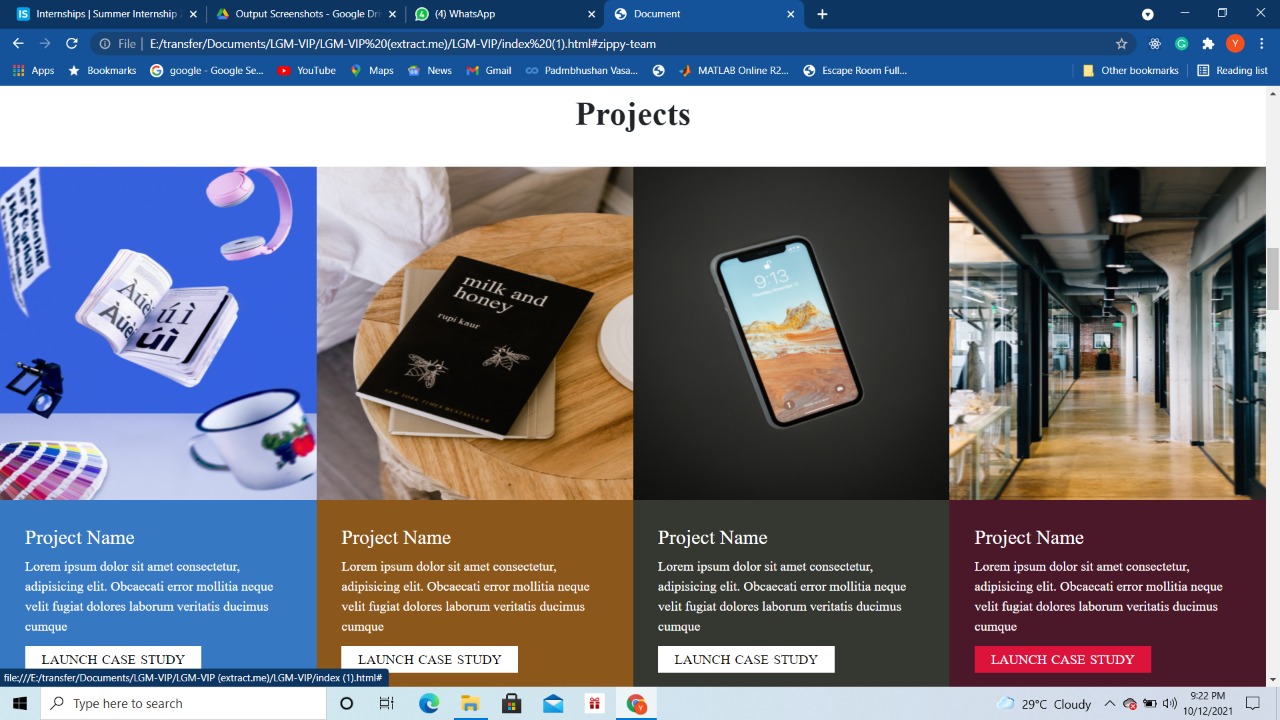 Internships | Summer Internship
Output Screenshots - Google Dri
(4) WhatsApp
Document
File | E:/transfer/Documents/LGM-VIP/LGM-VIP%20(extract.me)/LGM-VIP/index%20(1).html#zippy-team
Apps
Bookmarks
google - Google Se...
YouTube
Maps
News
Gmail
Padmbhushan Vasa...
MATLAB Online R2...
Escape Room Full...
Other bookmarks
Reading list
Projects
milk and
honey
rupi kaur
NEW YORK TIMES BESTSELLER
9:13
Project Name
Lorem ipsum dolor sit amet consectetur,
adipisicing elit. Obcaecati error mollitia neque
velit fugiat dolores laborum veritatis ducimus
cumque
LAUNCH CASE STUDY
Project Name
Lorem ipsum dolor sit amet consectetur,
adipisicing elit. Obcaecati error mollitia neque
velit fugiat dolores laborum veritatis ducimus
cumque
LAUNCH CASE STUDY
Project Name
Lorem ipsum dolor sit amet consectetur,
adipisicing elit. Obcaecati error mollitia neque
velit fugiat dolores laborum veritatis ducimus
cumque
LAUNCH CASE STUDY
Project Name
Lorem ipsum dolor sit amet consectetur,
adipisicing elit. Obcaecati error mollitia neque
velit fugiat dolores laborum veritatis ducimus
cumque
LAUNCH CASE STUDY
file:///E:/transfer/Documents/LGM-VIP/LGM-VIP (extract.me)/LGM-VIP/index (1).html#
Type here to search
29°C Cloudy
9:22 PM
10/12/2021